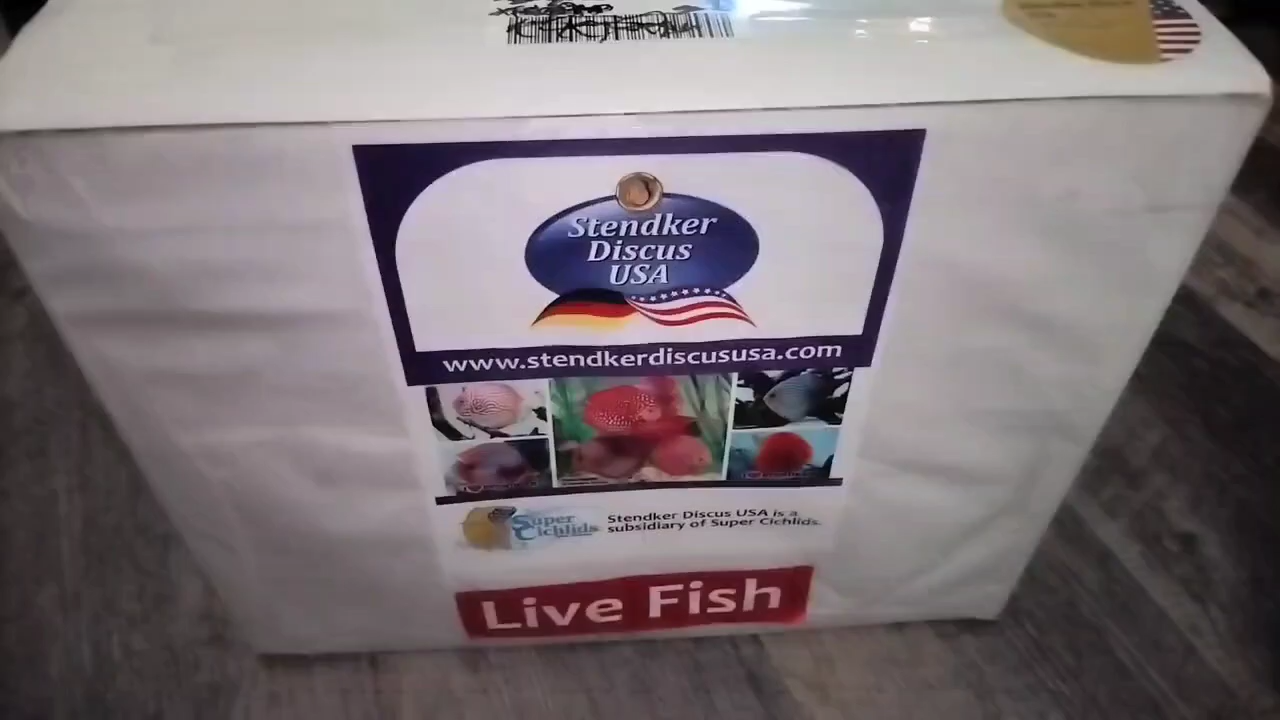 Stendker
Discus
USA
www.stendkerdiscususa.com
Super
Cichlids
Stendker Discus USA is a
subsidiary of Super Cichlids.
Live Fish